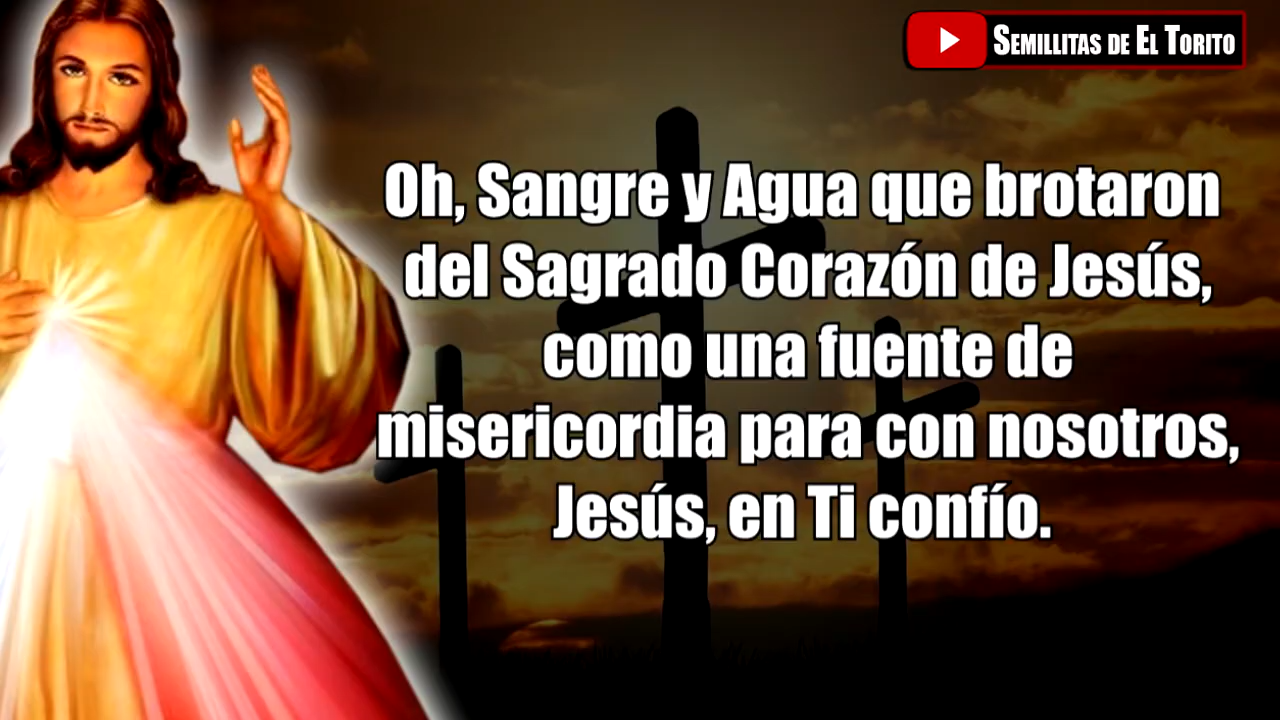 SEMILLITAS DE EL TORITO
Oh, Sangre y Agua que brotaron
del Sagrado Corazón de Jesús,
como una fuente de
misericordia para con nosotros,
Jesús, en Ti confío.